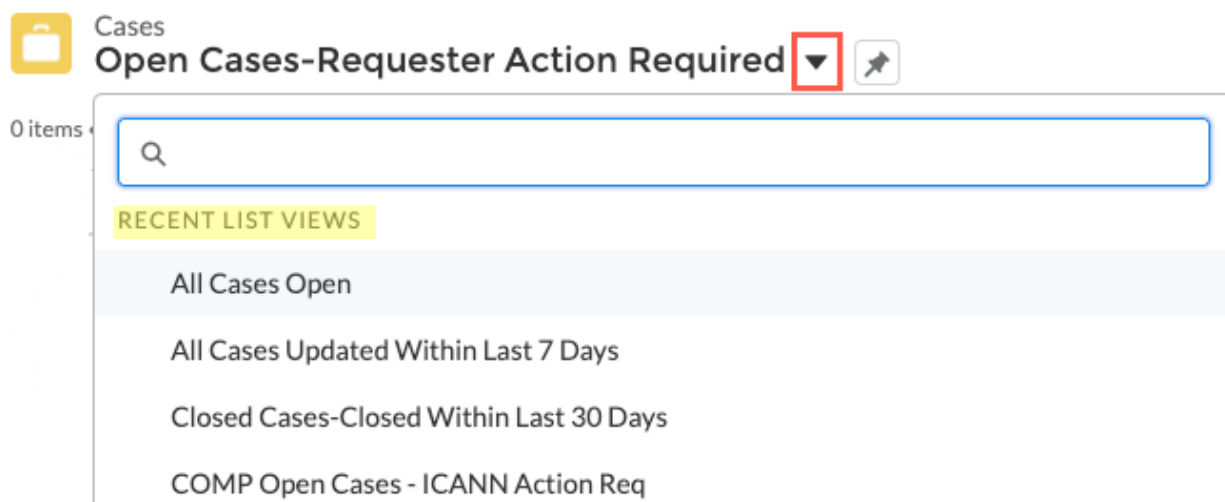 Cases
Open Cases-Requester Action Required
0 items
RECENT LIST VIEWS
All Cases Open
All Cases Updated Within Last 7 Days
Closed Cases-Closed Within Last 30 Days
COMP Open Cases - ICANN Action Req